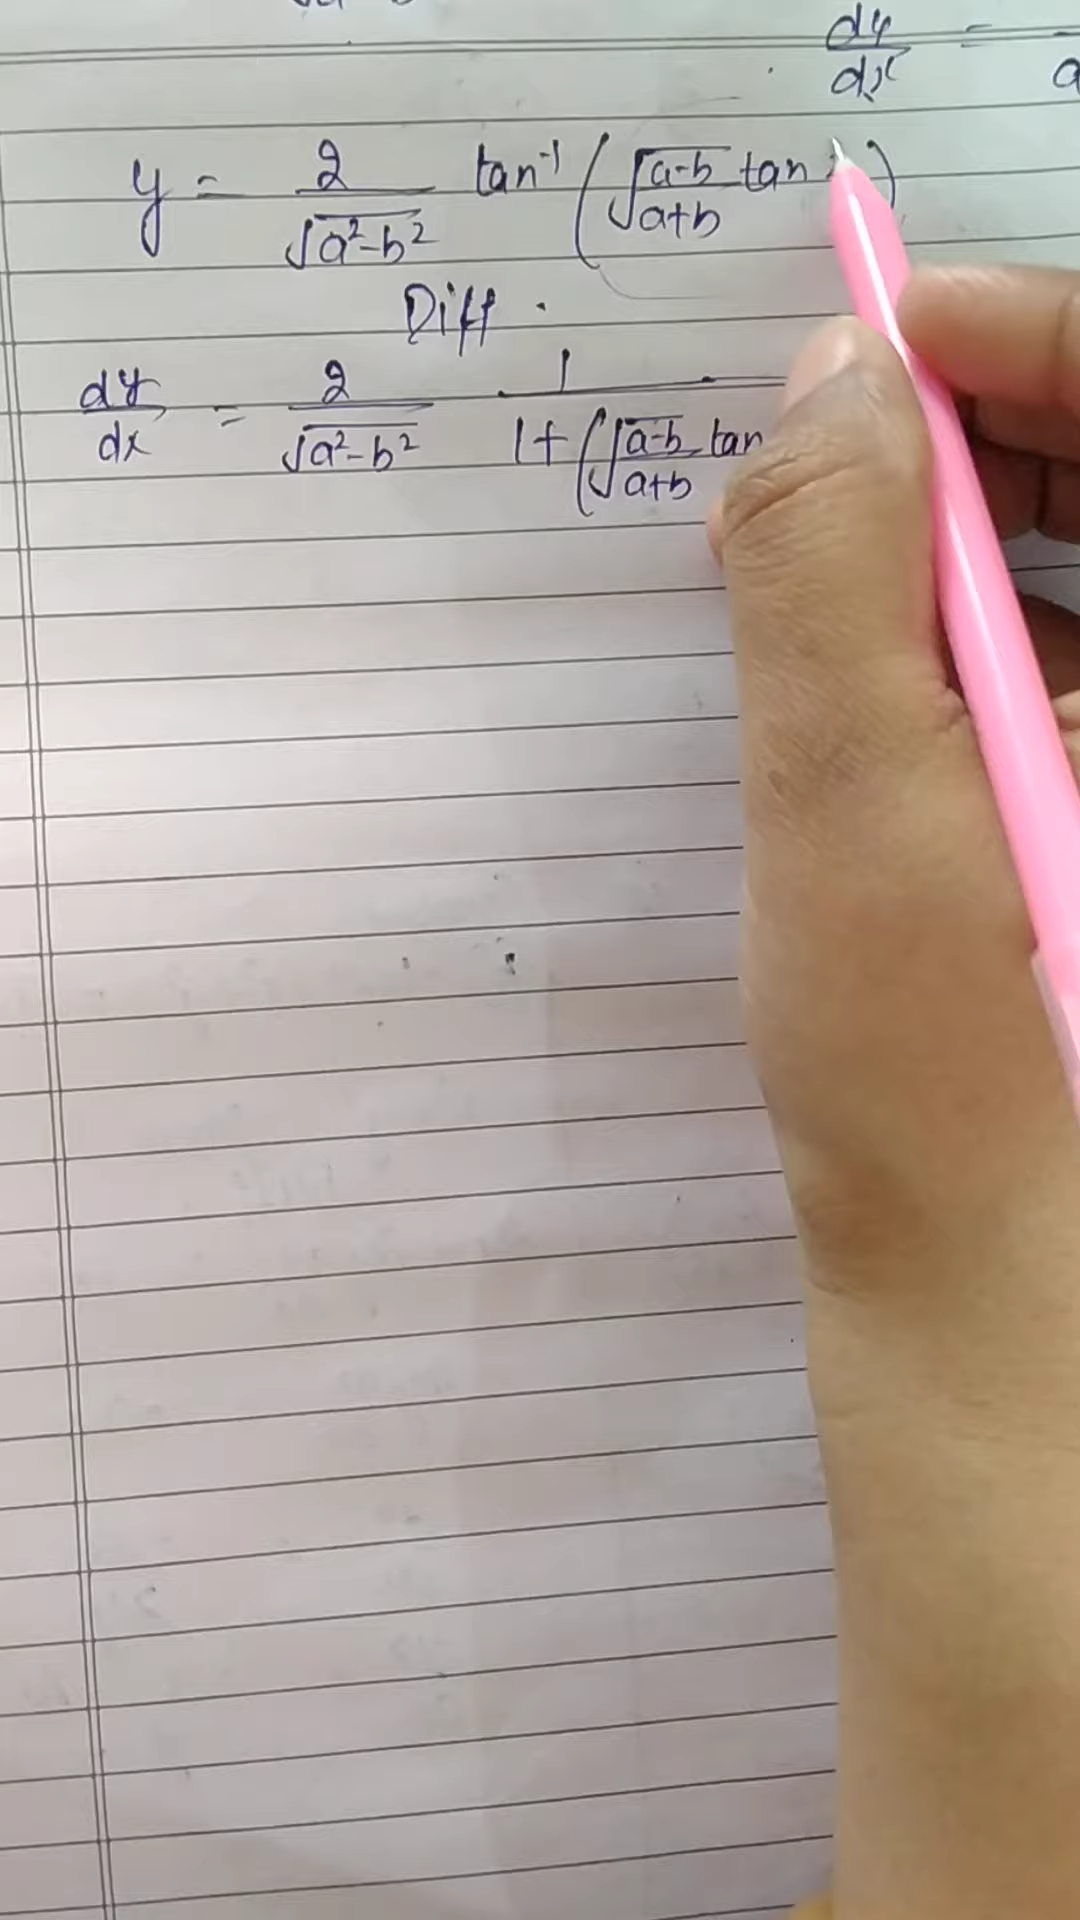 dy/dx =
y = 2/√(a²-b²) tan⁻¹ (√((a-b)/(a+b)) tan
Diff .
dy/dx = 2/√(a²-b²) 1/(1+(√((a-b)/(a+b)) tan